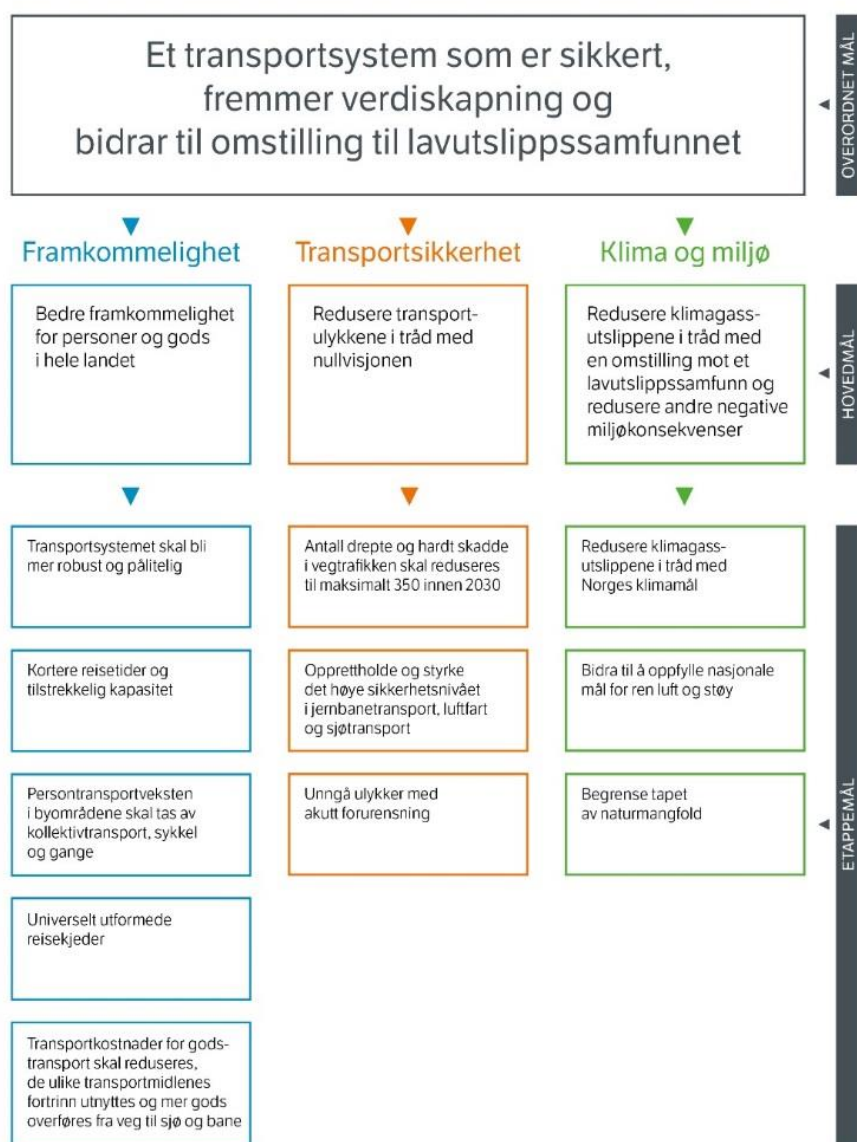 Et transportsystem som er sikkert,
fremmer verdiskapning og
bidrar til omstilling til lavutslippssamfunnet
OVERORDNET MÅL
Framkommelighet
Transportsikkerhet
Klima og miljø
Bedre framkommelighet
for personer og gods
i hele landet
Redusere transport-
ulykkene i tråd med
nullvisjonen
Redusere klimagass-
utslippene i tråd med
en omstilling mot et
lavutslippssamfunn og
redusere andre negative
miljøkonsekvenser
HOVEDMÅL
Transportsystemet skal bli
mer robust og pålitelig
Antall drepte og hardt skadde
i vegtrafikken skal reduseres
til maksimalt 350 innen 2030
Redusere klimagass-
utslippene i tråd med
Norges klimamål
Kortere reisetider og
tilstrekkelig kapasitet
Opprettholde og styrke
det høye sikkerhetsnivået
i jernbanetransport, luftfart
og sjøtransport
Bidra til å oppfylle nasjonale
mål for ren luft og støy
Persontransportveksten
i byområdene skal tas av
kollektivtransport, sykkel
og gange
Unngå ulykker med
akutt forurensning
Begrense tapet
av naturmangfold
ETAPPEMÅL
Universelt utformede
reisekjeder
Transportkostnader for gods-
transport skal reduseres,
de ulike transportmidlenes
fortrinn utnyttes og mer gods
overføres fra veg til sjø og bane